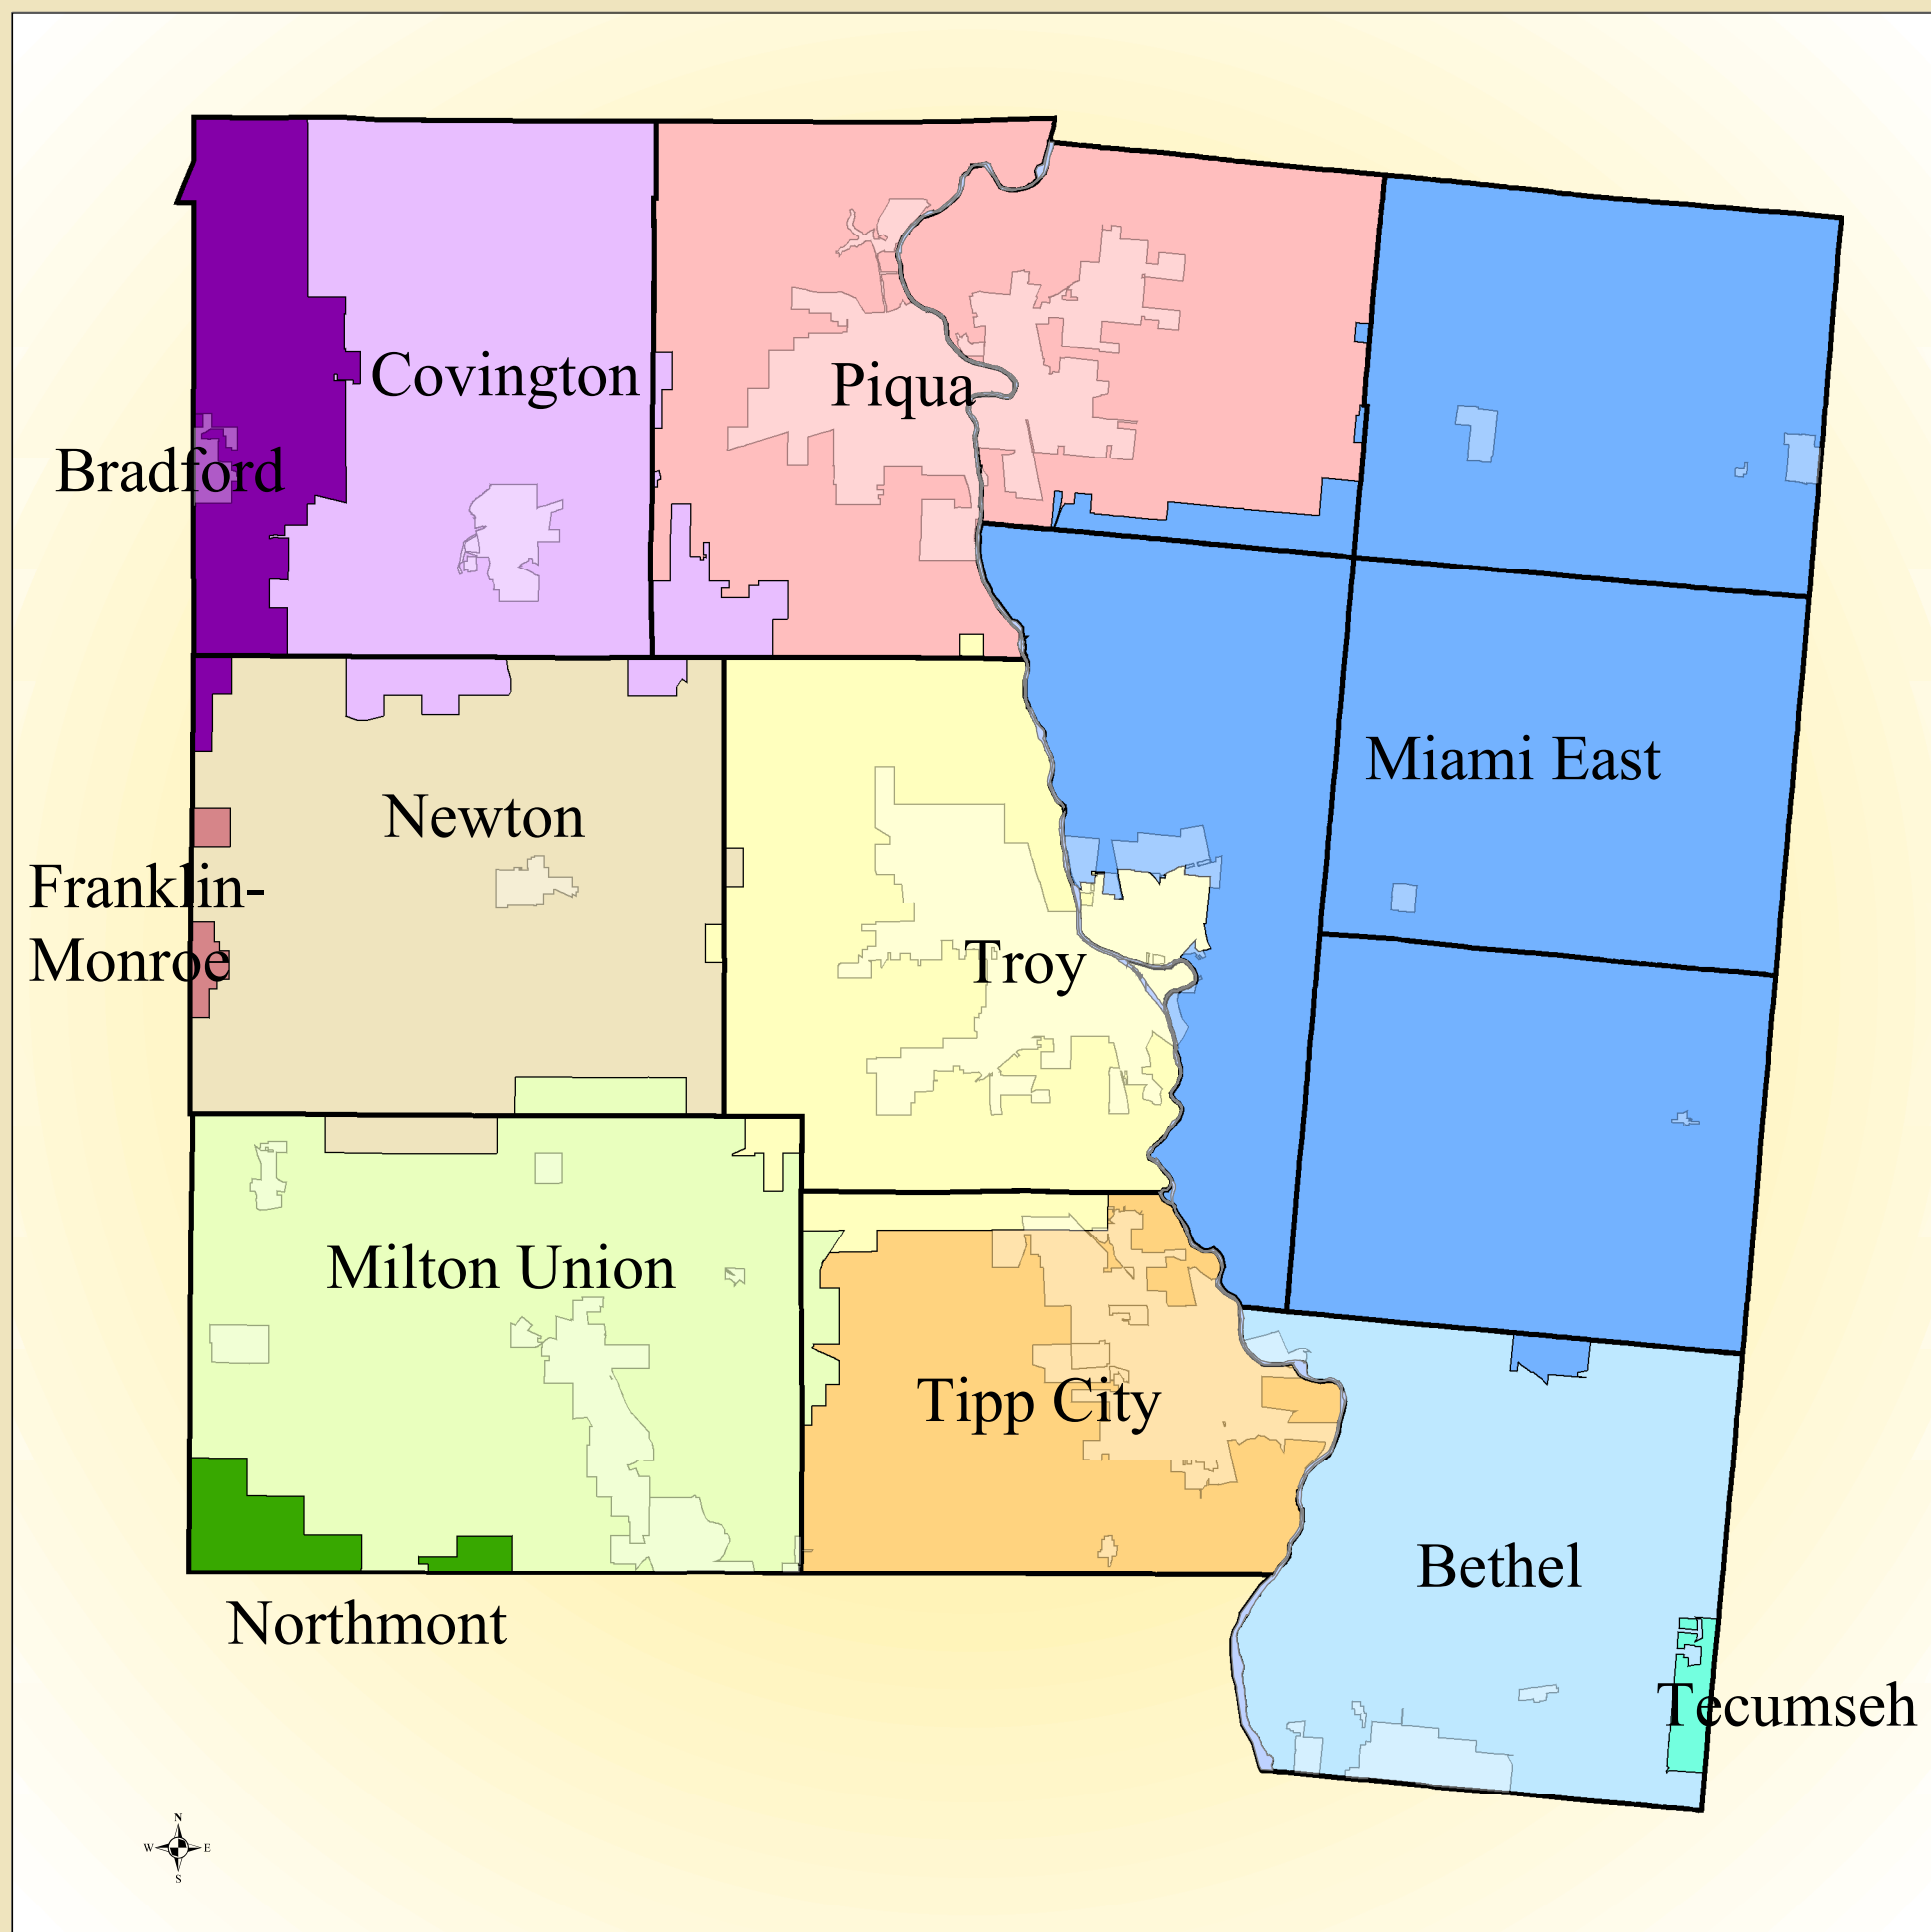 Covington
Piqua
Bradford
Miami East
Newton
Franklin-
Monroe
Troy
Milton Union
Tipp City
Bethel
Northmont
Tecumseh
N
W E
S